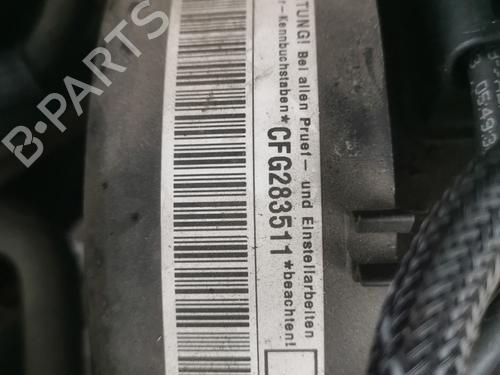 TUNG! Bei allen Pruef- und Einstellarbeiten
r-Kennbuchstaben*CFG283511*beachten!
B-PARTS